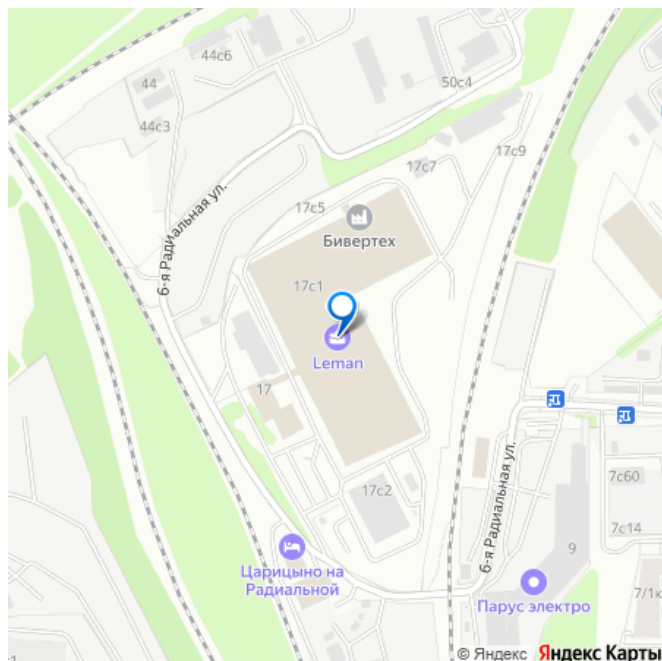 44с6
44
50с4
44с3
17с9
17с7
6-я Радиальная ул.
17с5
Бивертех
17с1
Leman
17
6-я Радиальная ул.
7с60
17с2
7с14
9
Царицыно на
Радиальной
Парус электро
7/1к
© Яндекс Яндекс Карты